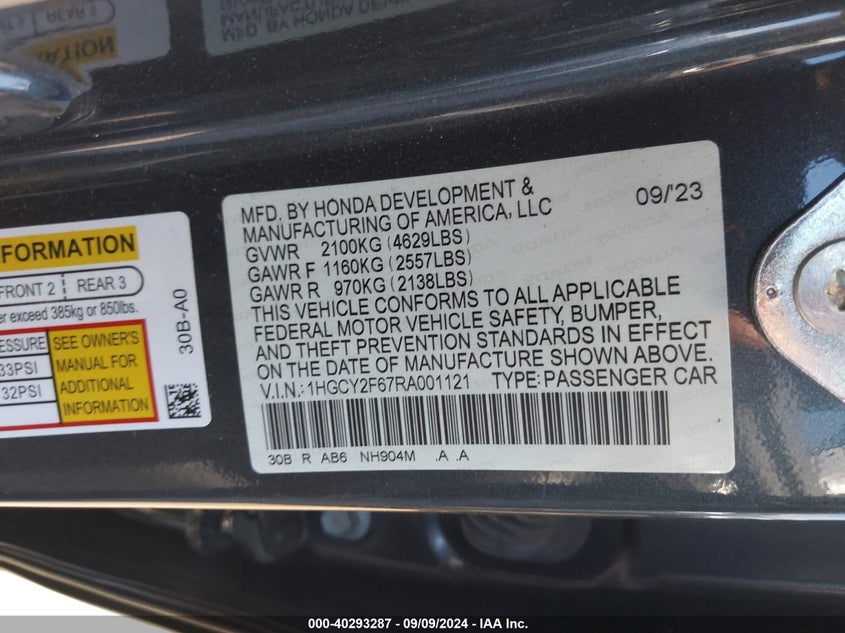 MFD. BY HONDA DEVELOPMENT & 09/'23
MANUFACTURING OF AMERICA, LLC
GVWR 2100KG (4629LBS)
GAWR F 1160KG (2557LBS)
GAWR R 970KG (2138LBS)
THIS VEHICLE CONFORMS TO ALL APPLICABLE
FEDERAL MOTOR VEHICLE SAFETY, BUMPER,
AND THEFT PREVENTION STANDARDS IN EFFECT
ON THE DATE OF MANUFACTURE SHOWN ABOVE.
V.I.N.: 1HGCY2F67RA001121 TYPE: PASSENGER CAR
30B R AB6 NH904M .A .A
FORMATION
FRONT 2 REAR 3
er exceed 385kg or 850lbs.
ESSURE
33PSI
32PSI
SEE OWNER'S
MANUAL FOR
ADDITIONAL
INFORMATION
30B-A0
000-40293287 - 09/09/2024 - IAA Inc.